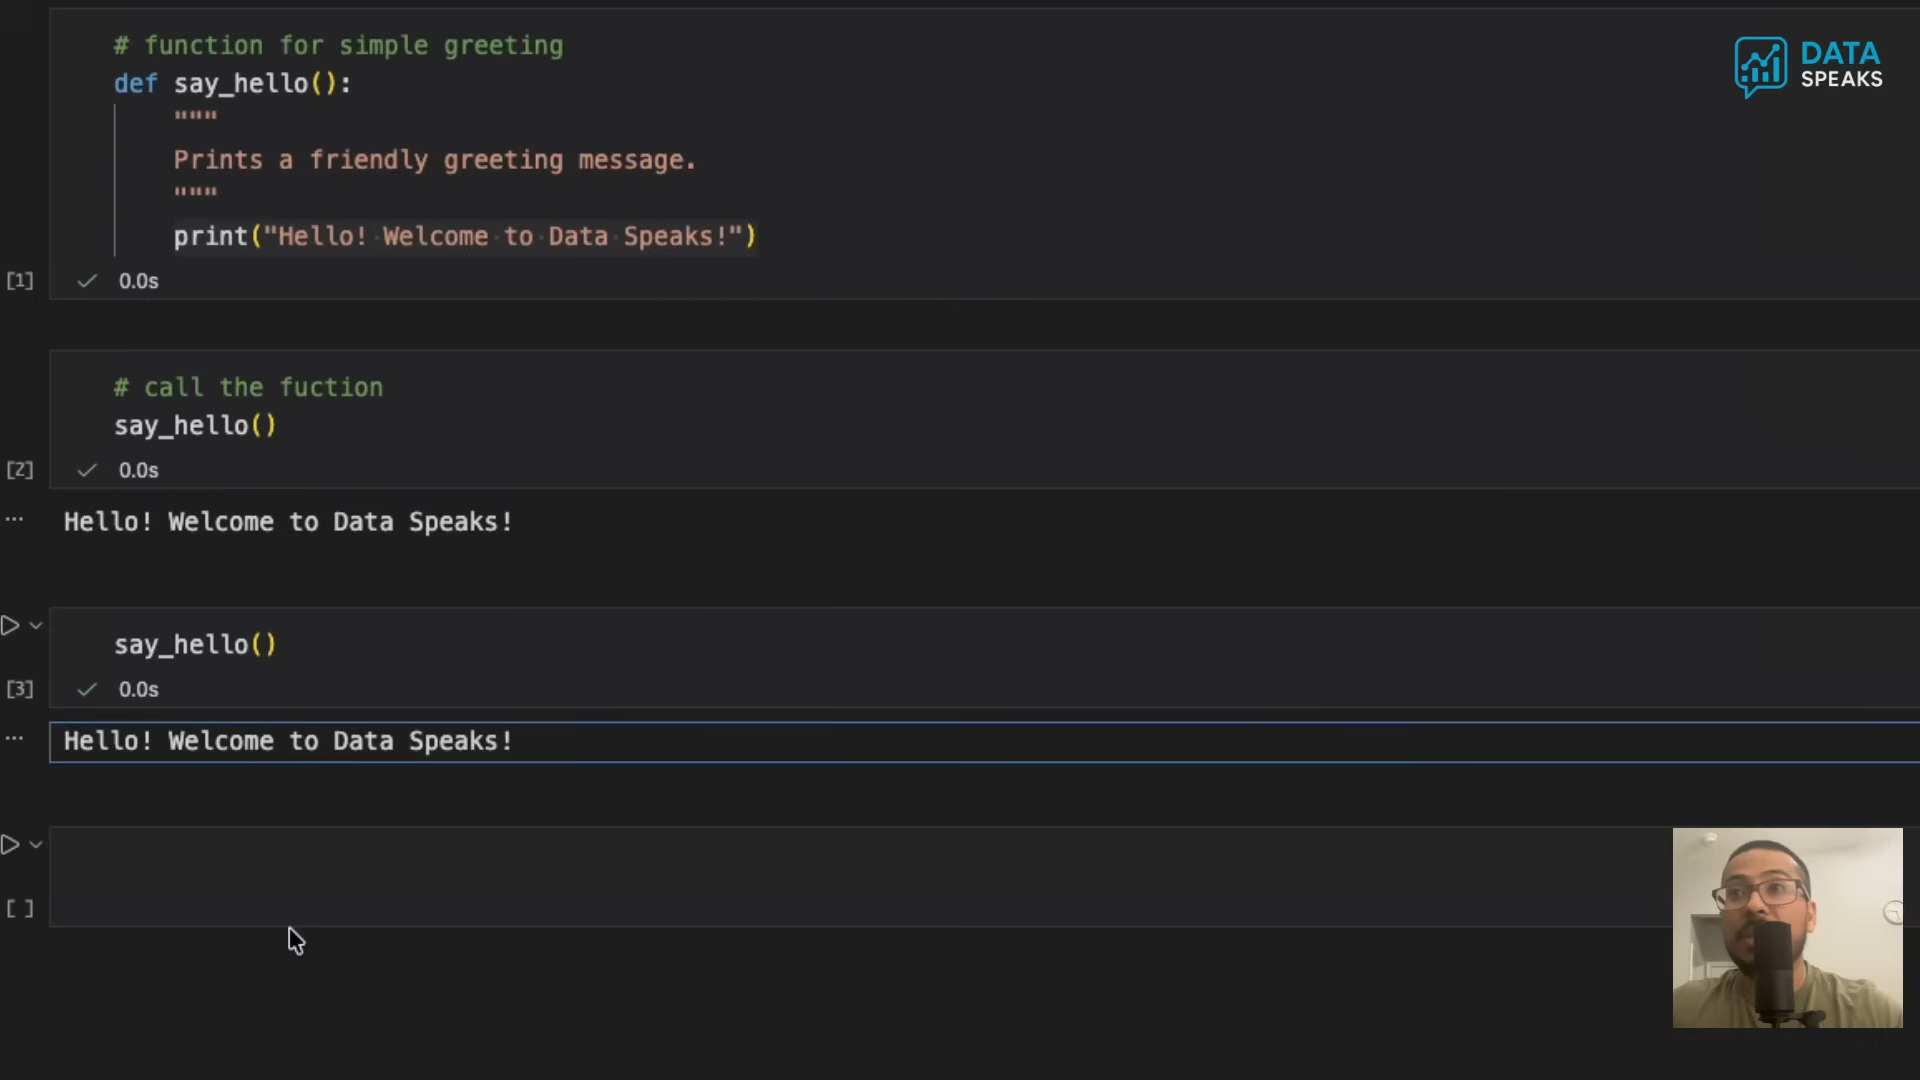 # function for simple greeting
def say_hello():
"""
Prints a friendly greeting message.
"""
print("Hello! Welcome to Data Speaks!")
[1] 0.0s
# call the fuction
say_hello()
[2] 0.0s
Hello! Welcome to Data Speaks!
say_hello()
[3] 0.0s
Hello! Welcome to Data Speaks!
[ ]
DATA
SPEAKS